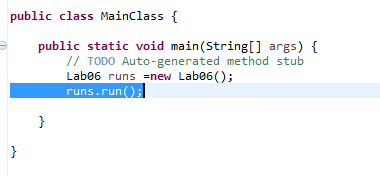 public class MainClass {
public static void main(String[] args) {
// TODO Auto-generated method stub
Lab06 runs =new Lab06();
runs.run();
}
}